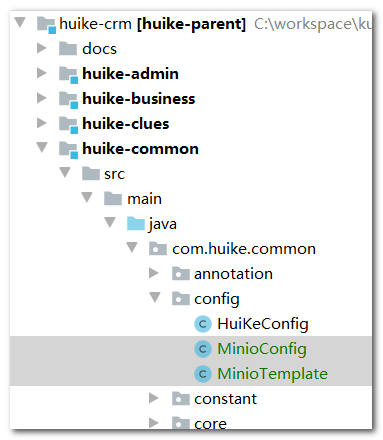 huike-crm [huike-parent] C:\workspace\ku
docs
huike-admin
huike-business
huike-clues
huike-common
src
main
java
com.huike.common
annotation
config
HuiKeConfig
MinioConfig
MinioTemplate
constant
core